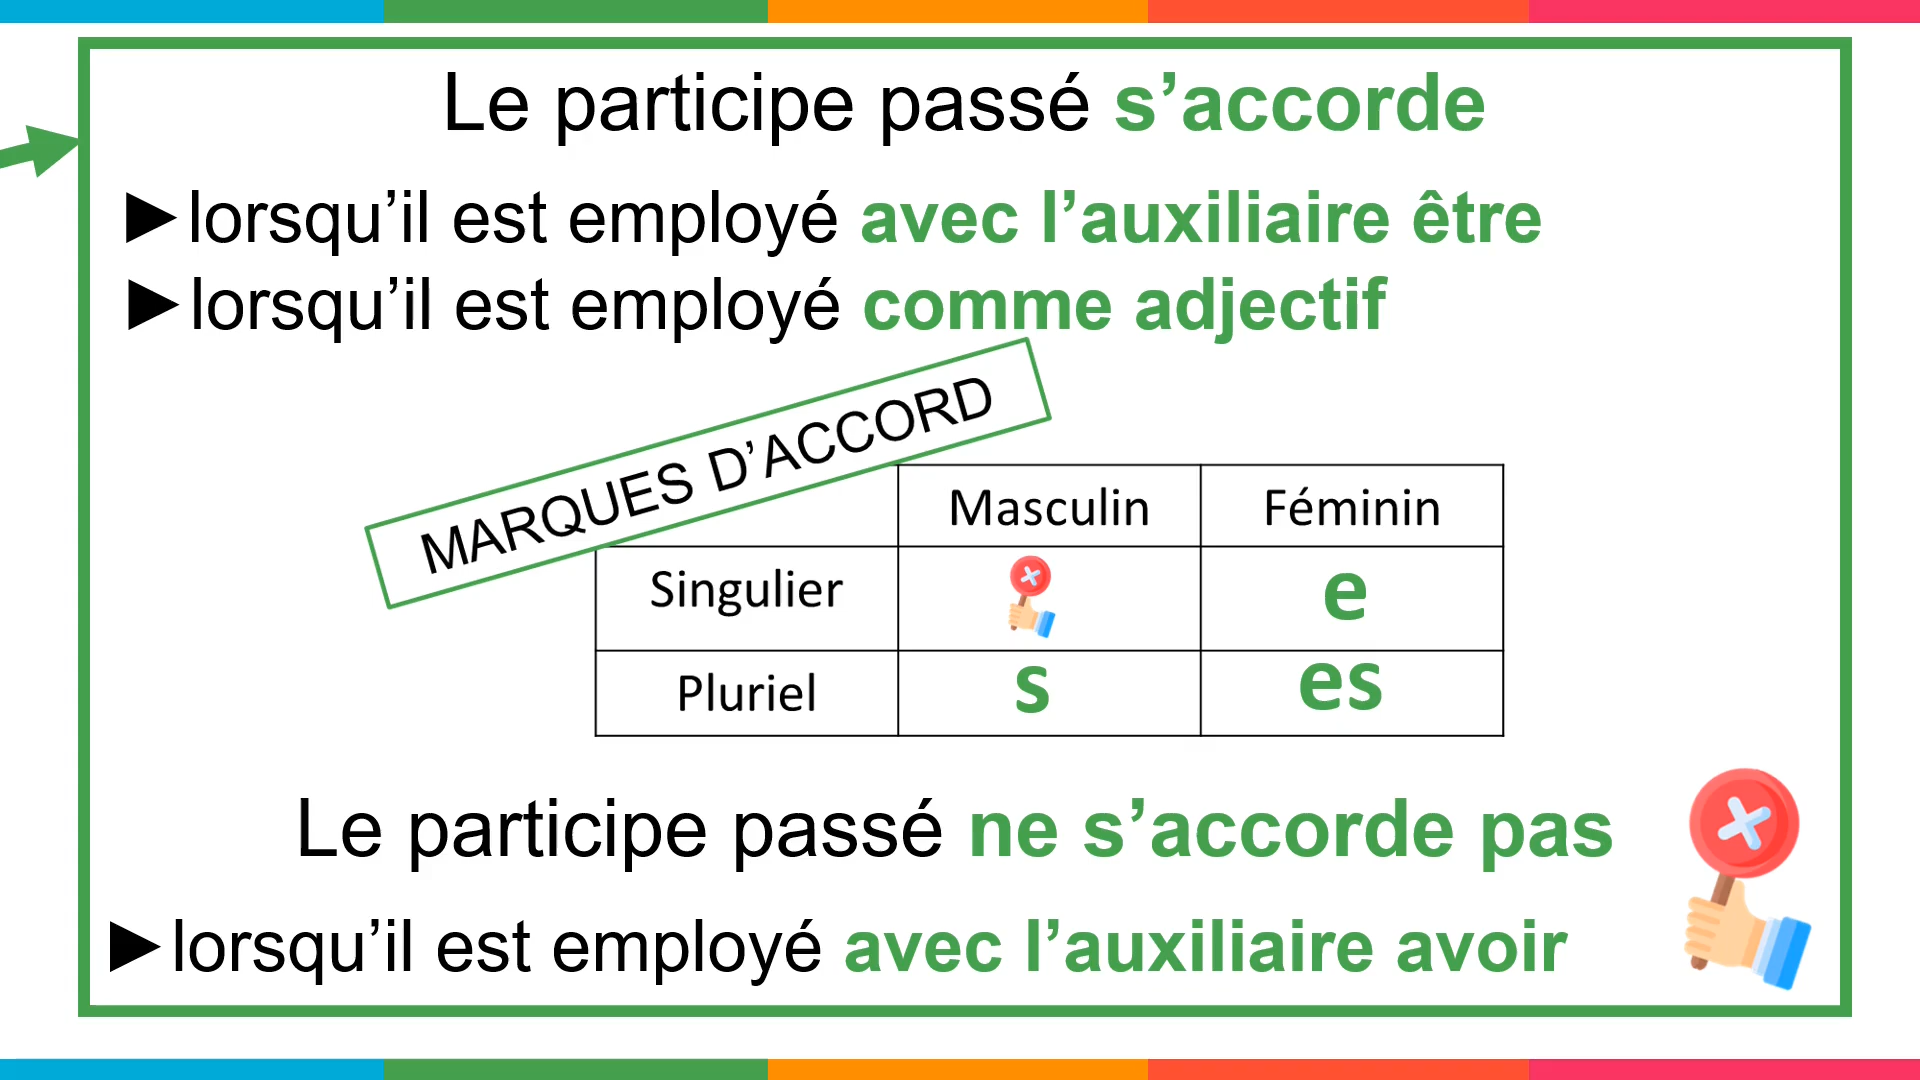 Le participe passé s’accorde
►lorsqu’il est employé avec l’auxiliaire être
►lorsqu’il est employé comme adjectif
MARQUES D’ACCORD
Masculin Féminin
Singulier e
Pluriel s es
Le participe passé ne s’accorde pas
►lorsqu’il est employé avec l’auxiliaire avoir